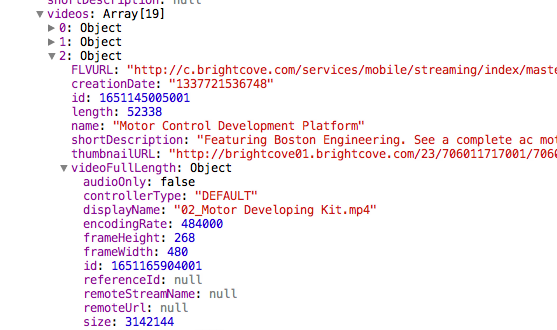 shortDescription: null
▼ videos: Array[19]
▶ 0: Object
▶ 1: Object
▼ 2: Object
FLVURL: "http://c.brightcove.com/services/mobile/streaming/index/maste
creationDate: "1337721536748"
id: 1651145005001
length: 52338
name: "Motor Control Development Platform"
shortDescription: "Featuring Boston Engineering. See a complete ac mot
thumbnailURL: "http://brightcove01.brightcove.com/23/706011717001/7060
▼ videoFullLength: Object
audioOnly: false
controllerType: "DEFAULT"
displayName: "02_Motor Developing Kit.mp4"
encodingRate: 484000
frameHeight: 268
frameWidth: 480
id: 1651165904001
referenceId: null
remoteStreamName: null
remoteUrl: null
size: 3142144